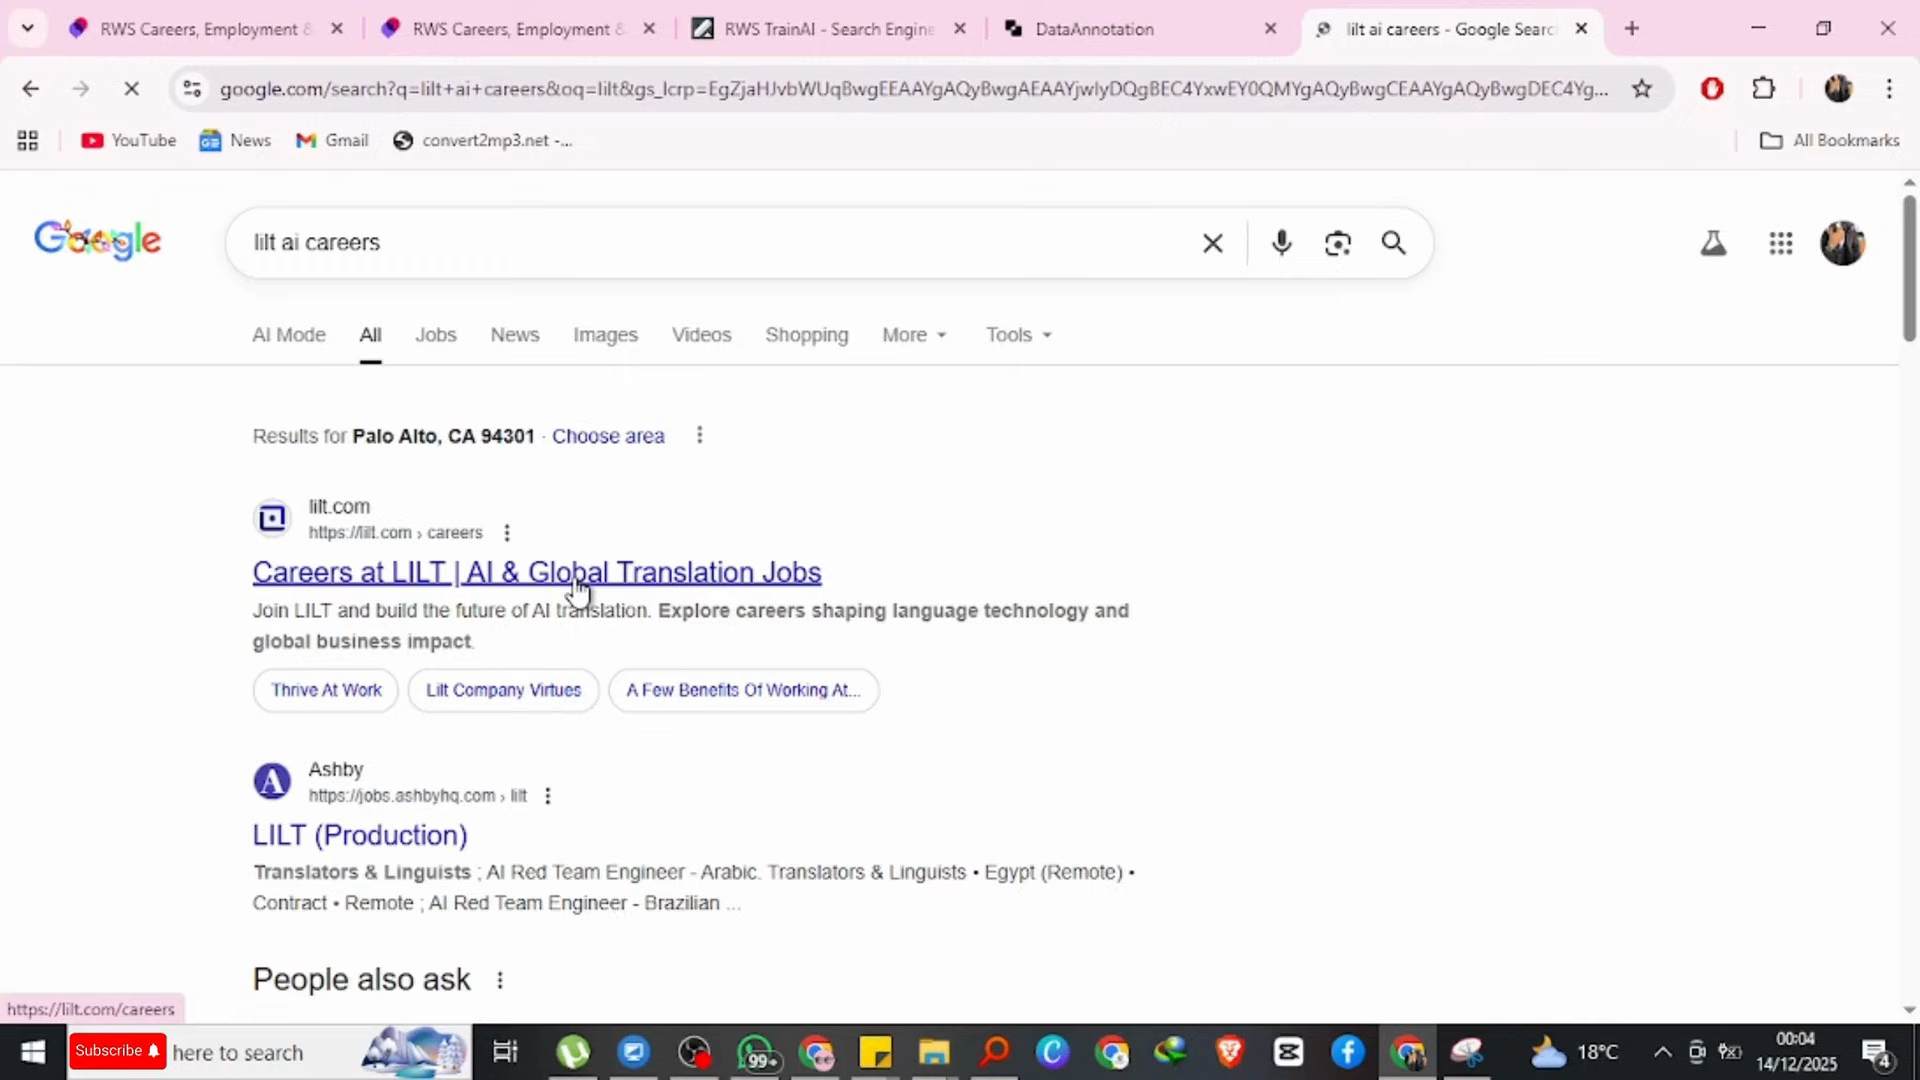 RWS Careers, Employment &
RWS Careers, Employment &
RWS TrainAI - Search Engine
DataAnnotation
lilt ai careers - Google Searc
google.com/search?q=lilt+ai+careers&oq=lilt&gs_lcrp=EgZjaHJvbWUqBwgEEAAYgAQyBwgAEAAYjwIyDQgBEC4YxwEY0QMYgAQyBwgCEAAYgAQyBwgDEC4Yg...
YouTube
News
Gmail
convert2mp3.net -...
All Bookmarks
Google
lilt ai careers
AI Mode
All
Jobs
News
Images
Videos
Shopping
More
Tools
Results for Palo Alto, CA 94301 · Choose area
lilt.com
https://lilt.com › careers
Careers at LILT | AI & Global Translation Jobs
Join LILT and build the future of AI translation. Explore careers shaping language technology and
global business impact.
Thrive At Work
Lilt Company Virtues
A Few Benefits Of Working At...
Ashby
https://jobs.ashbyhq.com › lilt
LILT (Production)
Translators & Linguists ; AI Red Team Engineer - Arabic. Translators & Linguists • Egypt (Remote) •
Contract • Remote ; AI Red Team Engineer - Brazilian ...
People also ask
https://lilt.com/careers
Subscribe
here to search
99+
18°C
00:04
14/12/2025
4